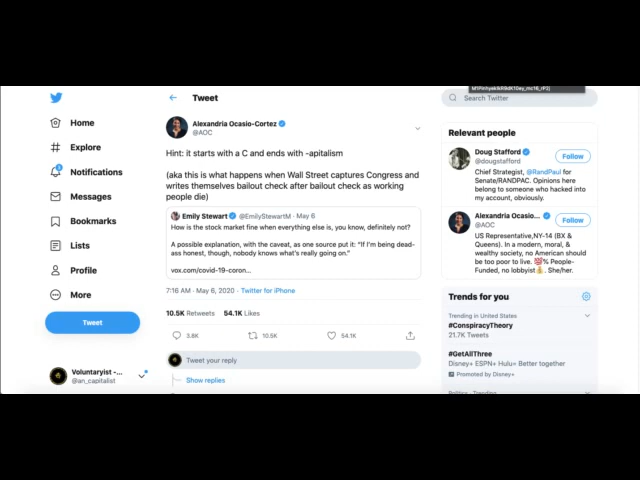 Tweet
Search Twitter
Home
Explore
Notifications
Messages
Bookmarks
Lists
Profile
More
Tweet
Voluntaryist -...
@an_capitalist
Alexandria Ocasio-Cortez
@AOC
Hint: it starts with a C and ends with -apitalism
(aka this is what happens when Wall Street captures Congress and
writes themselves bailout check after bailout check as working
people die)
Emily Stewart @EmilyStewartM · May 6
How is the stock market fine when everything else is, you know, definitely not?
A possible explanation, with the caveat, as one source put it: “If I'm being dead-
ass honest, though, nobody knows what's really going on.”
vox.com/covid-19-coron...
7:16 AM · May 6, 2020 · Twitter for iPhone
10.5K Retweets 54.1K Likes
3.8K 10.5K 54.1K
Tweet your reply
Show replies
Relevant people
Doug Stafford
@dougstafford
Follow
Chief Strategist, @RandPaul for
Senate/RANDPAC. Opinions here
belong to someone who hacked into
my account, obviously.
Alexandria Ocasio...
@AOC
Follow
US Representative,NY-14 (BX &
Queens). In a modern, moral, &
wealthy society, no American should
be too poor to live. 💯% People-
Funded, no lobbyist💰. She/her.
Trends for you
Trending in United States
#ConspiracyTheory
21.7K Tweets
#GetAllThree
Disney+ ESPN+ Hulu= Better together
Promoted by Disney+
Politics · Trending